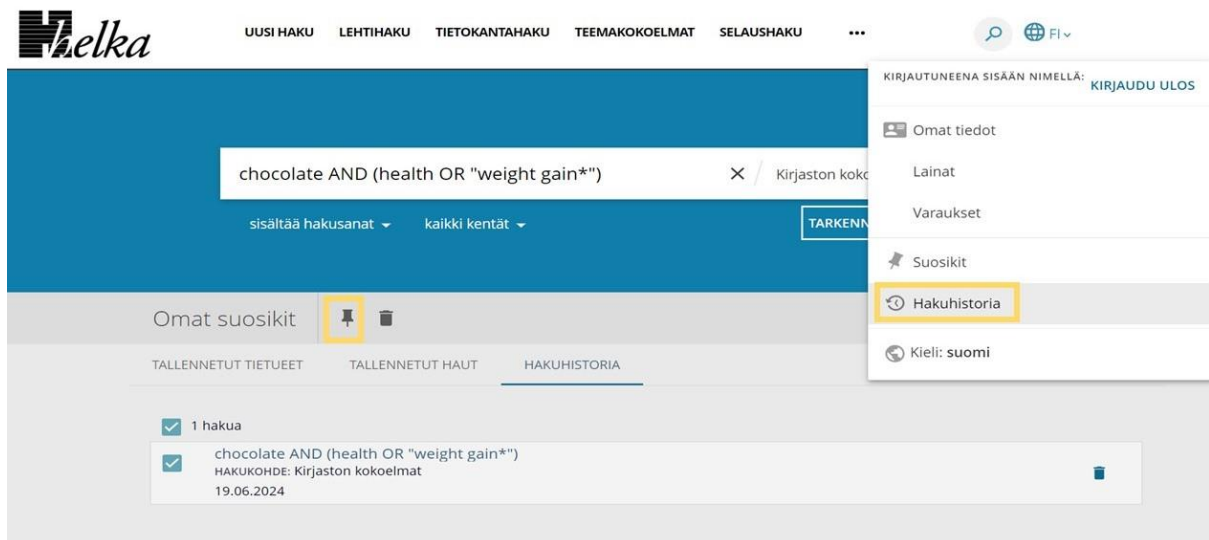 Helka
UUSI HAKU LEHTIHAKU TIETOKANTAHAKU TEEMAKOKOELMAT SELAUSHAKU ... FI
KIRJAUTUNEENA SISÄÄN NIMELLÄ: KIRJAUDU ULOS
Omat tiedot
Lainat
Varaukset
Suosikit
Hakuhistoria
Kieli: suomi
chocolate AND (health OR "weight gain*") Kirjaston koko
sisältää hakusanat kaikki kentät TARKENN
Omat suosikit
TALLENNETUT TIETUEET TALLENNETUT HAUT HAKUHISTORIA
1 hakua
chocolate AND (health OR "weight gain*")
HAKUKOHDE: Kirjaston kokoelmat
19.06.2024